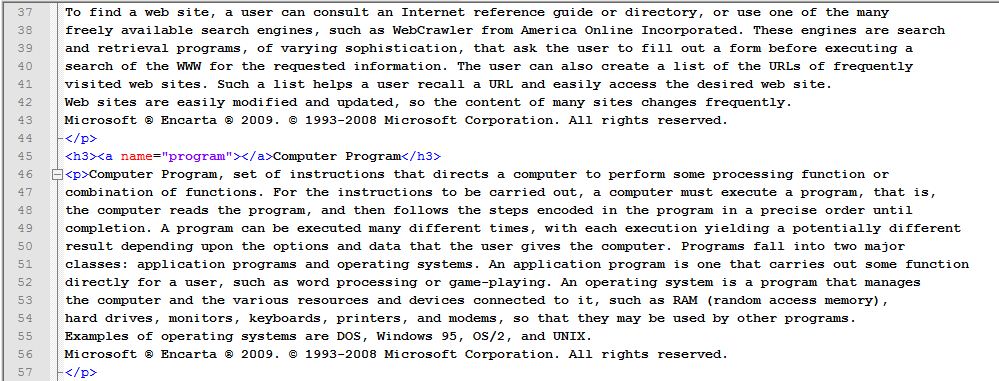 37 To find a web site, a user can consult an Internet reference guide or directory, or use one of the many
38 freely available search engines, such as WebCrawler from America Online Incorporated. These engines are search
39 and retrieval programs, of varying sophistication, that ask the user to fill out a form before executing a
40 search of the WWW for the requested information. The user can also create a list of the URLs of frequently
41 visited web sites. Such a list helps a user recall a URL and easily access the desired web site.
42 Web sites are easily modified and updated, so the content of many sites changes frequently.
43 Microsoft ® Encarta ® 2009. © 1993-2008 Microsoft Corporation. All rights reserved.
44 </p>
45 <h3><a name="program"></a>Computer Program</h3>
46 <p>Computer Program, set of instructions that directs a computer to perform some processing function or
47 combination of functions. For the instructions to be carried out, a computer must execute a program, that is,
48 the computer reads the program, and then follows the steps encoded in the program in a precise order until
49 completion. A program can be executed many different times, with each execution yielding a potentially different
50 result depending upon the options and data that the user gives the computer. Programs fall into two major
51 classes: application programs and operating systems. An application program is one that carries out some function
52 directly for a user, such as word processing or game-playing. An operating system is a program that manages
53 the computer and the various resources and devices connected to it, such as RAM (random access memory),
54 hard drives, monitors, keyboards, printers, and modems, so that they may be used by other programs.
55 Examples of operating systems are DOS, Windows 95, OS/2, and UNIX.
56 Microsoft ® Encarta ® 2009. © 1993-2008 Microsoft Corporation. All rights reserved.
57 </p>